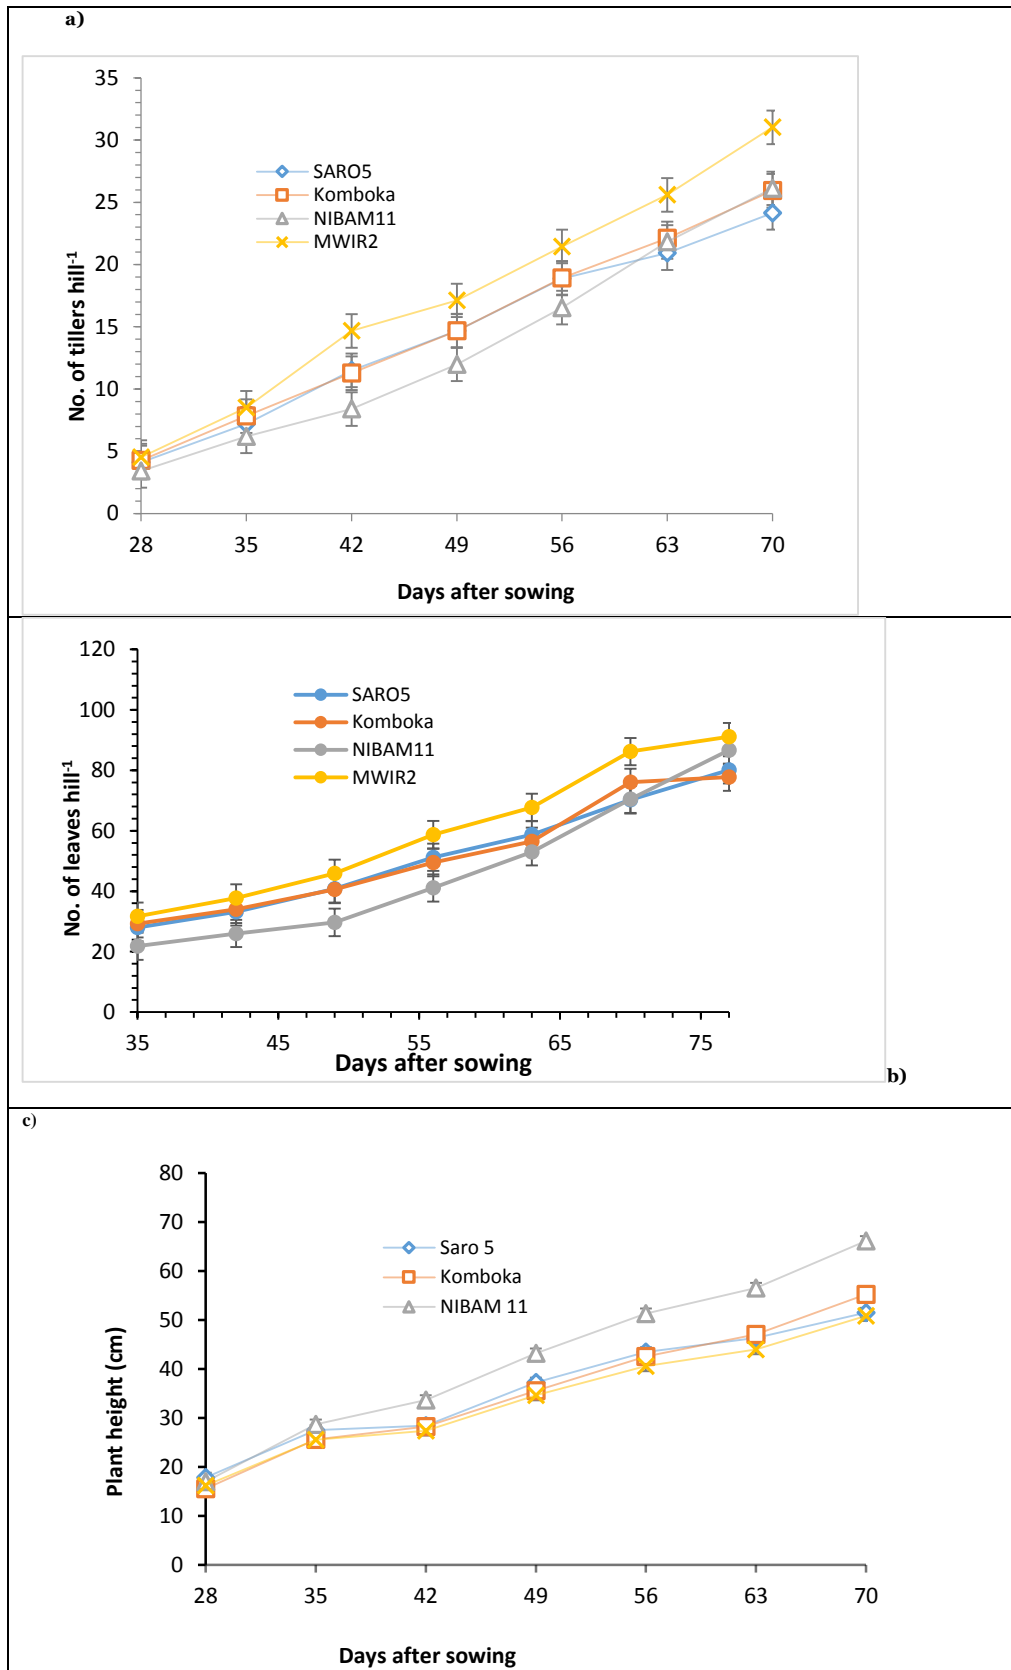 a)
35
30
25
20
15
10
5
0
No. of tillers hill-1
SARO5
Komboka
NIBAM11
MWIR2
28 35 42 49 56 63 70
Days after sowing
120
100
80
60
40
20
0
No. of leaves hill-1
SARO5
Komboka
NIBAM11
MWIR2
35 45 55 65 75
Days after sowing
b)
c)
80
70
60
50
40
30
20
10
0
Plant height (cm)
Saro 5
Komboka
NIBAM 11
28 35 42 49 56 63 70
Days after sowing